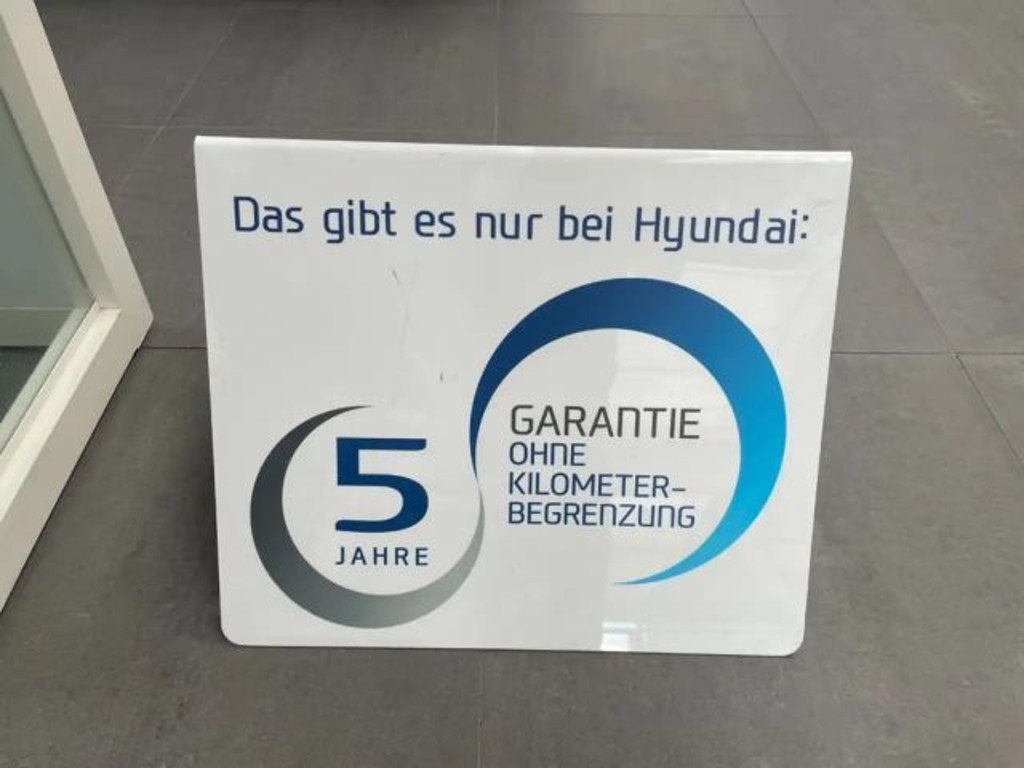 Das gibt es nur bei Hyundai:
5
JAHRE
GARANTIE
OHNE
KILOMETER-
BEGRENZUNG